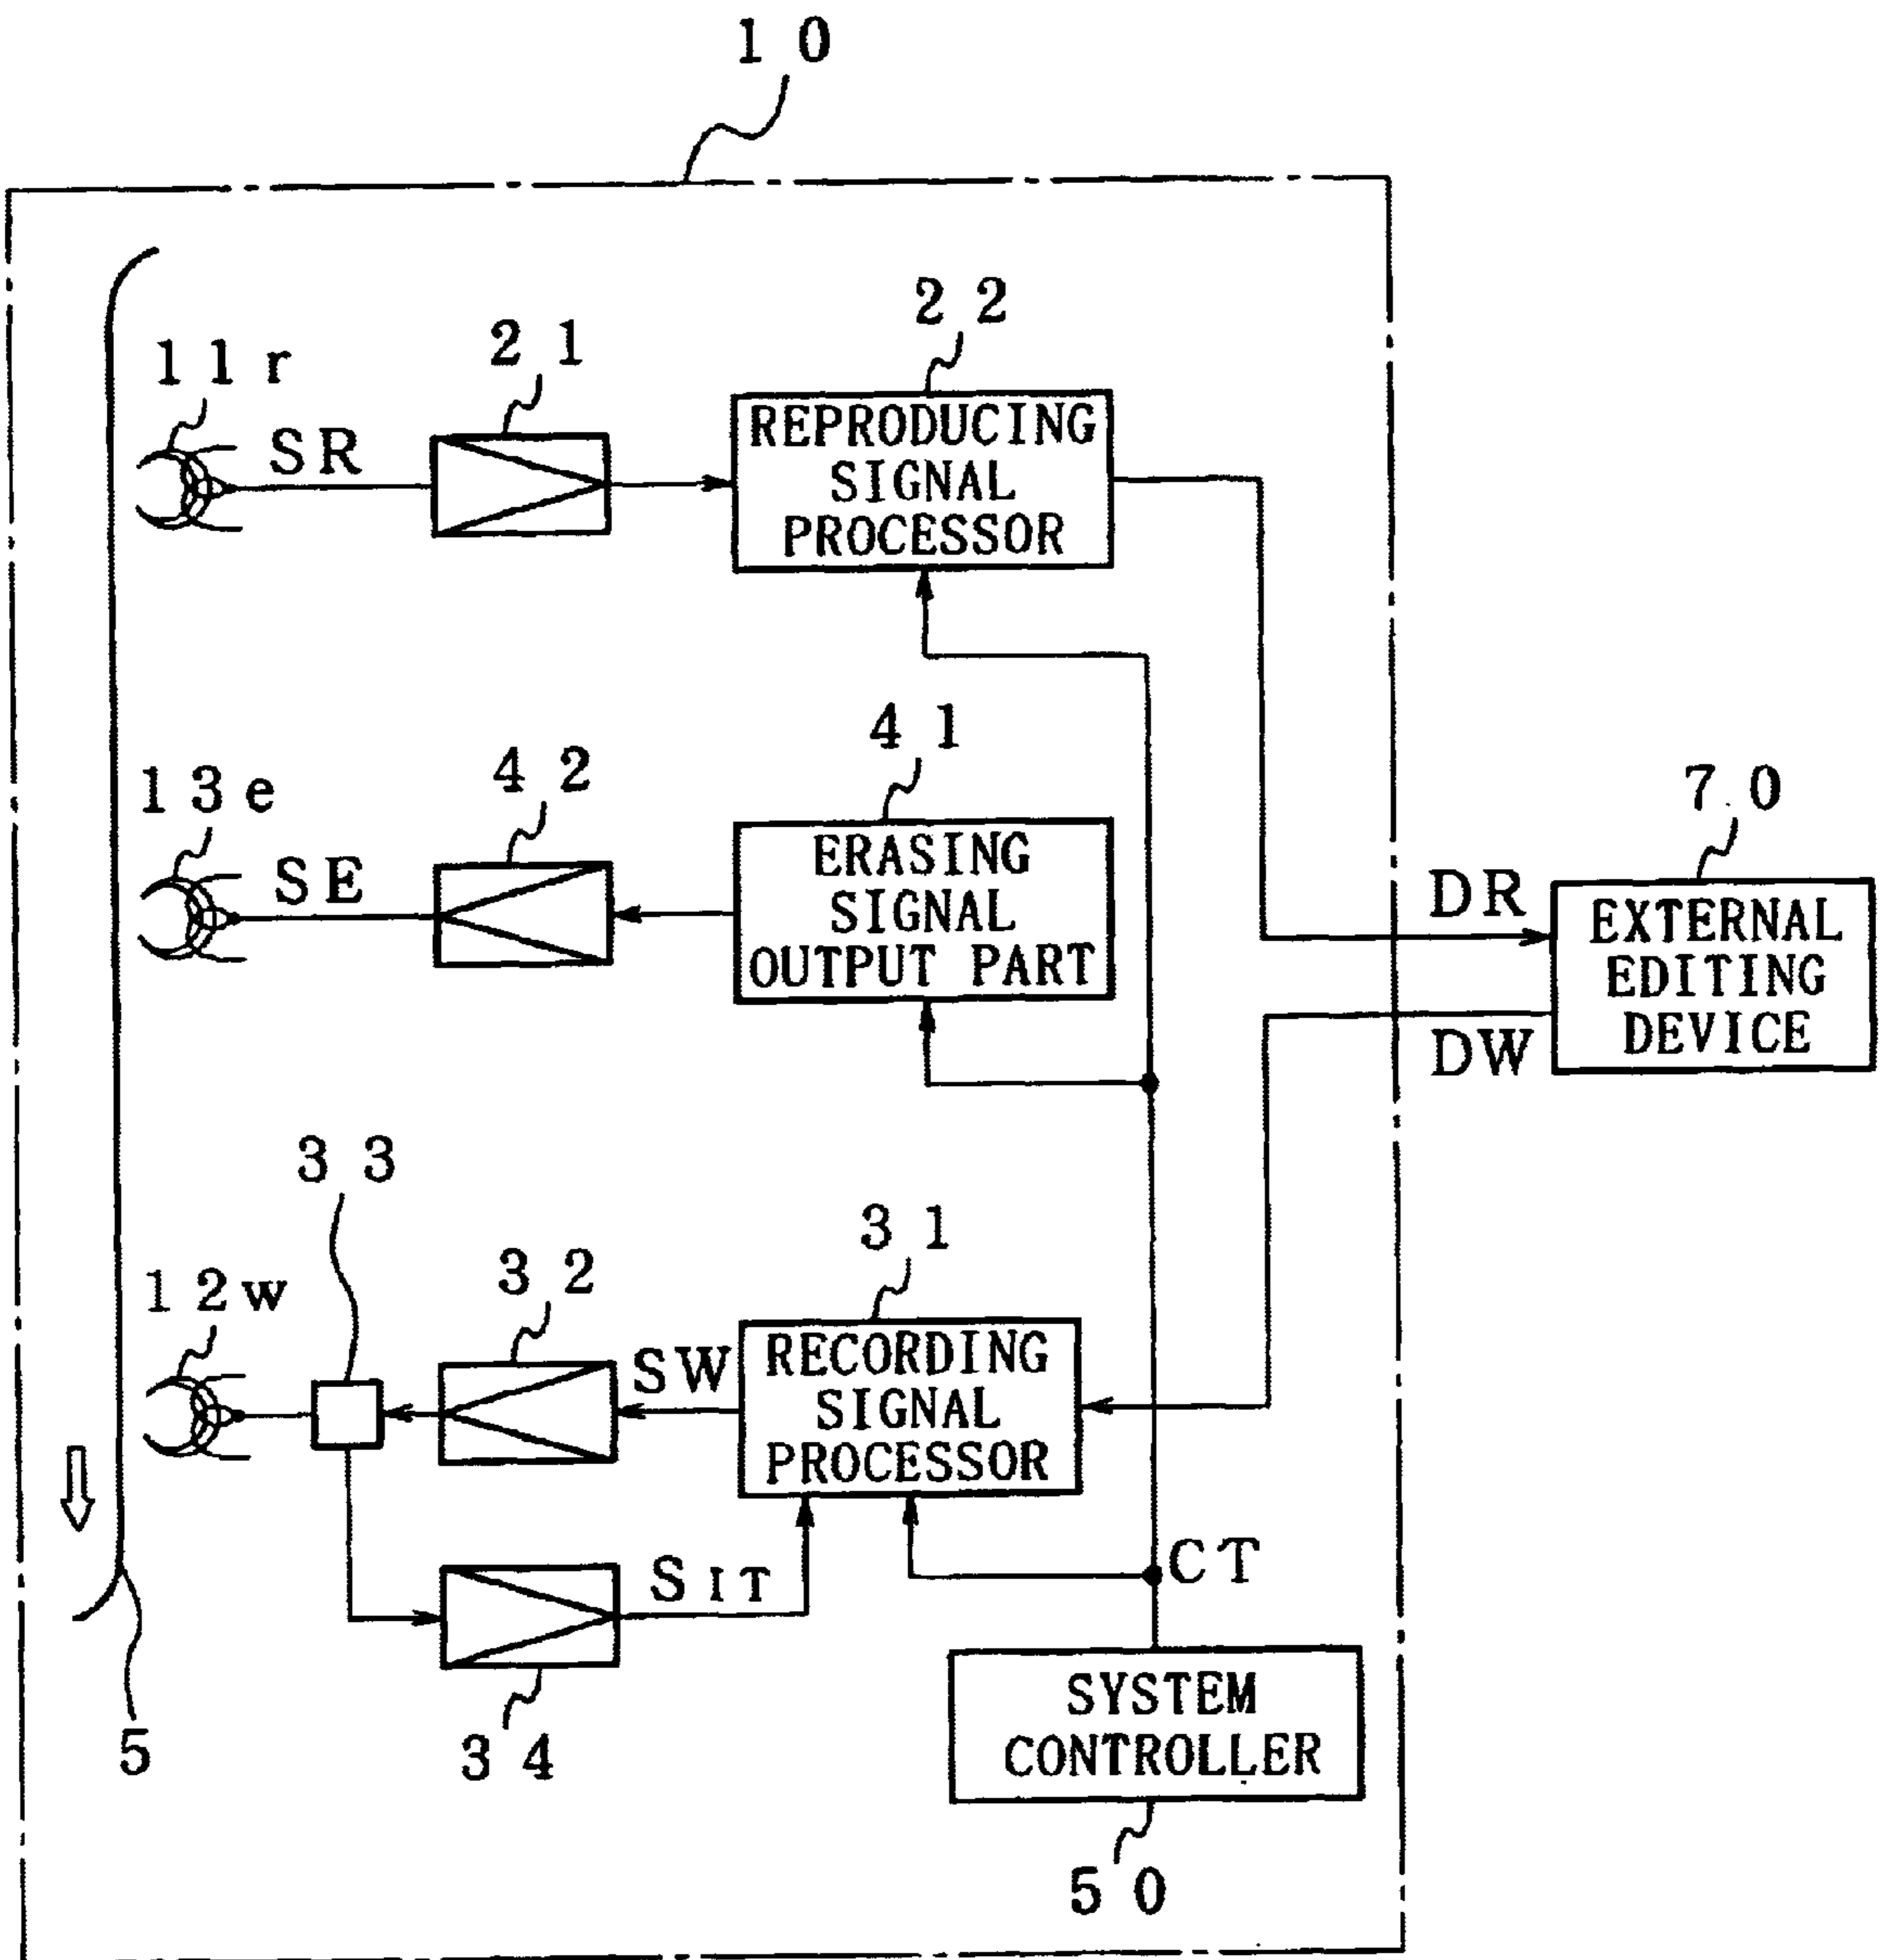 10
22
21
11r
SR
REPRODUCING
SIGNAL
PROCESSOR
41
42
13e
SE
ERASING
SIGNAL
OUTPUT PART
70
DR
EXTERNAL
EDITING
DEVICE
DW
33
31
32
12w
SW
RECORDING
SIGNAL
PROCESSOR
SIT
CT
SYSTEM
CONTROLLER
5
34
50